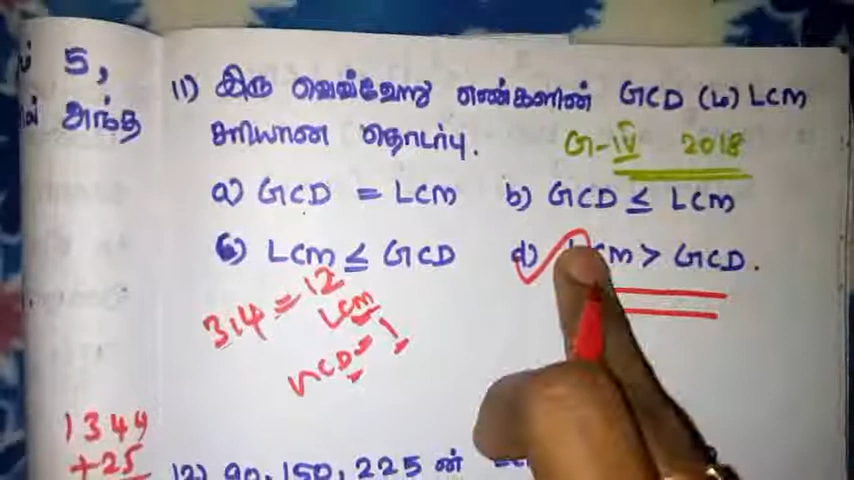 5,
அந்த
11) இரு வெவ்வேறு எண்களின் GCD (ம) LCM
சரியான தொடர்பு.
G-IV 2018
a) GCD = LCM b) GCD ≤ LCM
c) LCM ≤ GCD d) LCM > GCD.
3,4 = 12
LCM
GCD = 1
1344
+25
12) 90, 150, 225 ன்